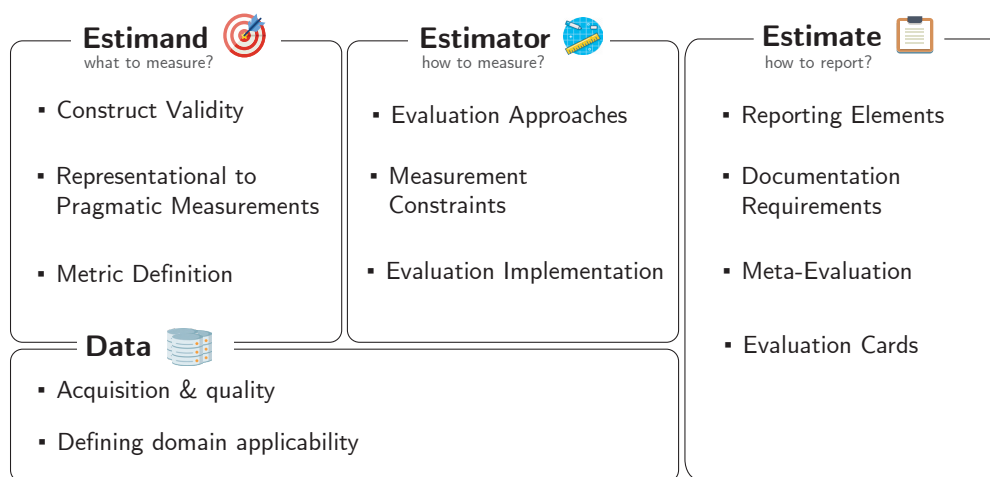 Estimand
what to measure?
▪ Construct Validity
▪ Representational to
Pragmatic Measurements
▪ Metric Definition
Estimator
how to measure?
▪ Evaluation Approaches
▪ Measurement
Constraints
▪ Evaluation Implementation
Estimate
how to report?
▪ Reporting Elements
▪ Documentation
Requirements
▪ Meta-Evaluation
▪ Evaluation Cards
Data
▪ Acquisition & quality
▪ Defining domain applicability